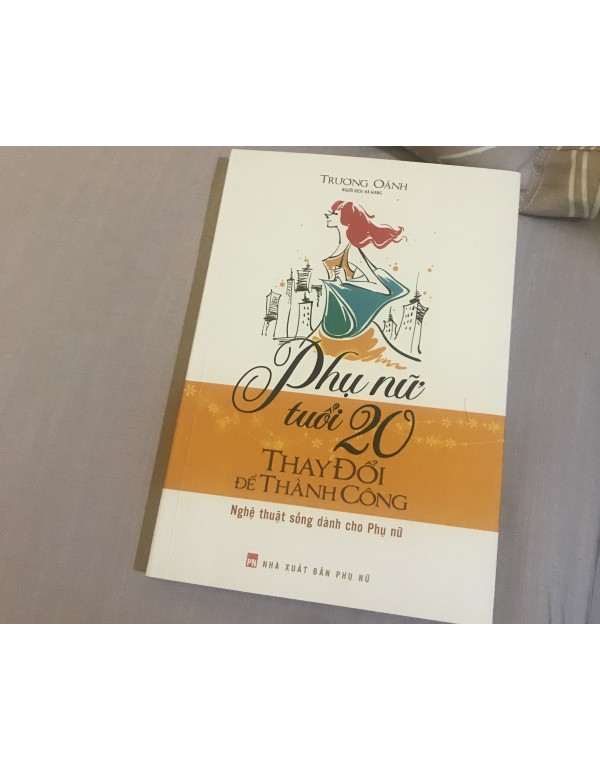 TRƯƠNG OÁNH
NGƯỜI DỊCH: HÀ GIANG
Phụ nữ
tuổi 20
THAY ĐỔI
ĐỂ THÀNH CÔNG
Nghệ thuật sống dành cho Phụ nữ
PN NHÀ XUẤT BẢN PHỤ NỮ